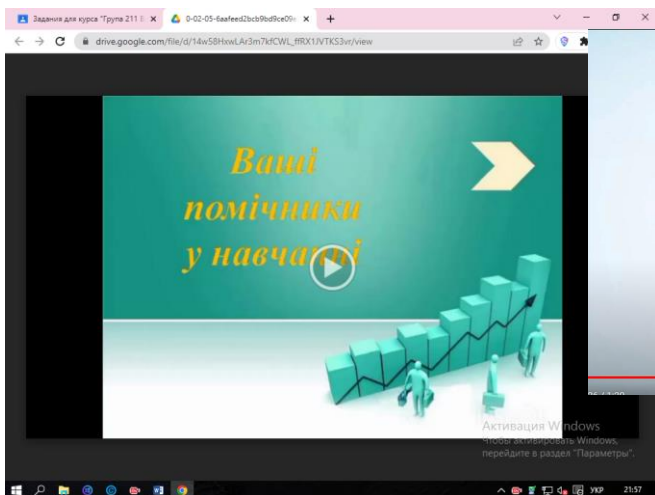 Задания для курса "Група 211
0-02-05-6aafeed2bcb9bd9ce09
drive.google.com/file/d/14w58HxwLAr3m7kfCWL_ffRX1JVTKS3vr/view
Ваші
помічники
у навчанні
Активация Windows
Чтобы активировать Windows,
перейдите в раздел "Параметры".
УКР
21:57